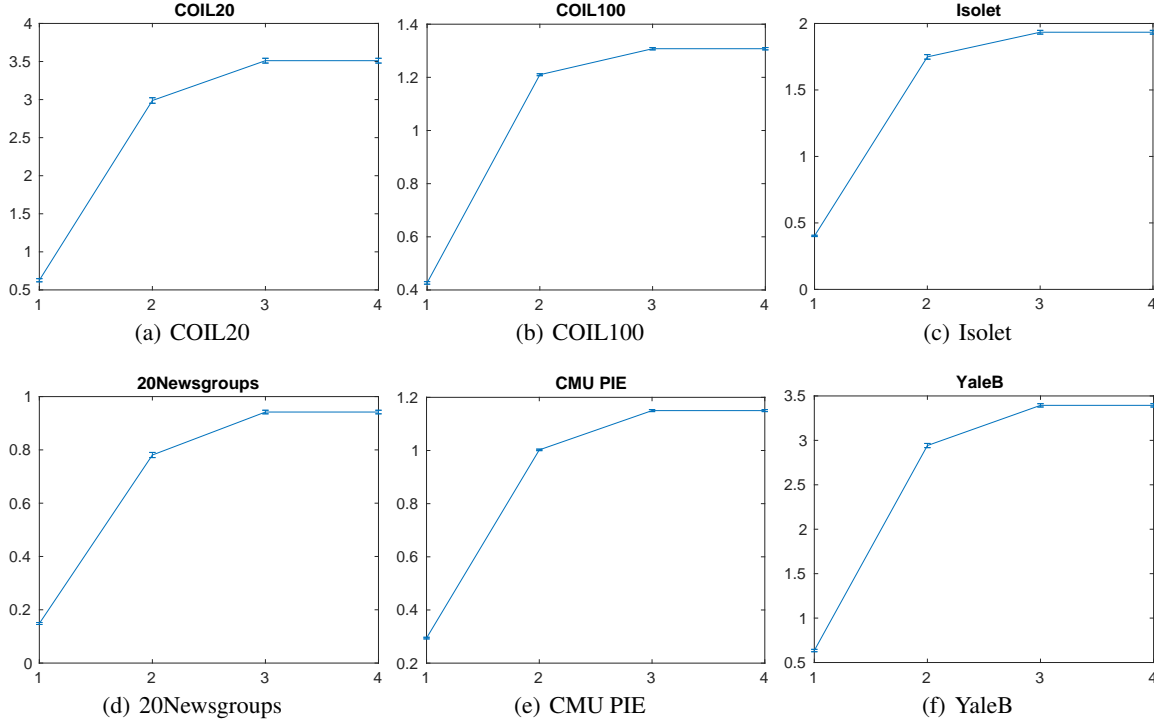 COIL20
4
3.5
3
2.5
2
1.5
1
0.5
1 2 3 4
(a) COIL20
COIL100
1.4
1.2
1
0.8
0.6
0.4
1 2 3 4
(b) COIL100
Isolet
2
1.5
1
0.5
0
1 2 3 4
(c) Isolet
20Newsgroups
1
0.8
0.6
0.4
0.2
0
1 2 3 4
(d) 20Newsgroups
CMU PIE
1.2
1
0.8
0.6
0.4
0.2
1 2 3 4
(e) CMU PIE
YaleB
3.5
3
2.5
2
1.5
1
0.5
1 2 3 4
(f) YaleB